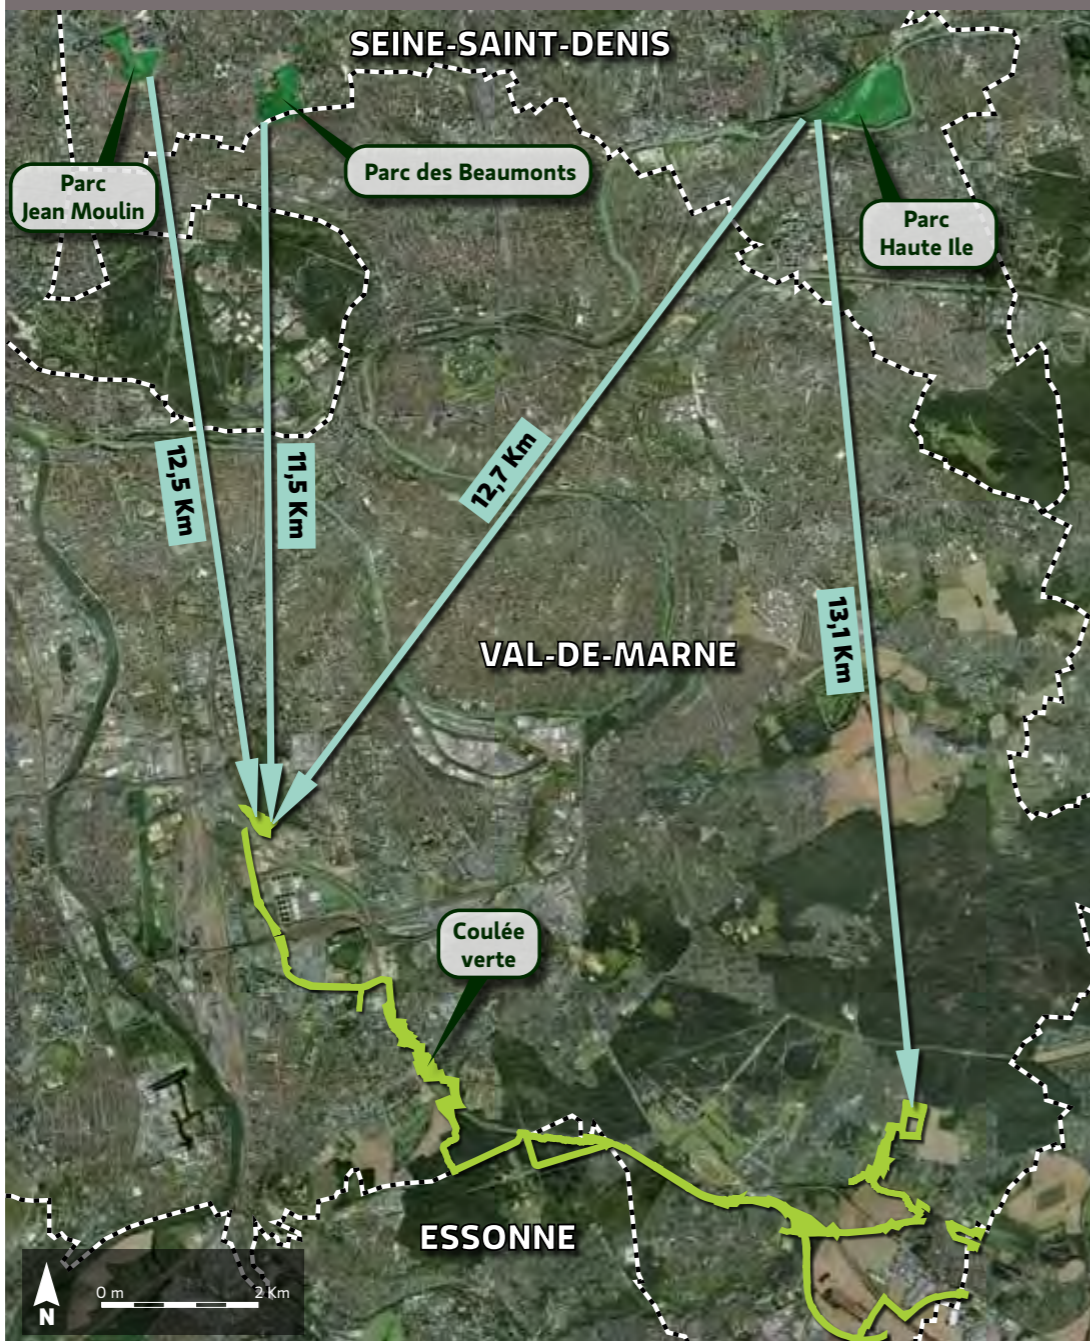 SEINE-SAINT-DENIS
Parc
Jean Moulin
Parc des Beaumonts
Parc
Haute Ile
12,5 Km
11,5 Km
12,7 Km
13,1 Km
VAL-DE-MARNE
Coulée
verte
ESSONNE
N
0 m
2 Km